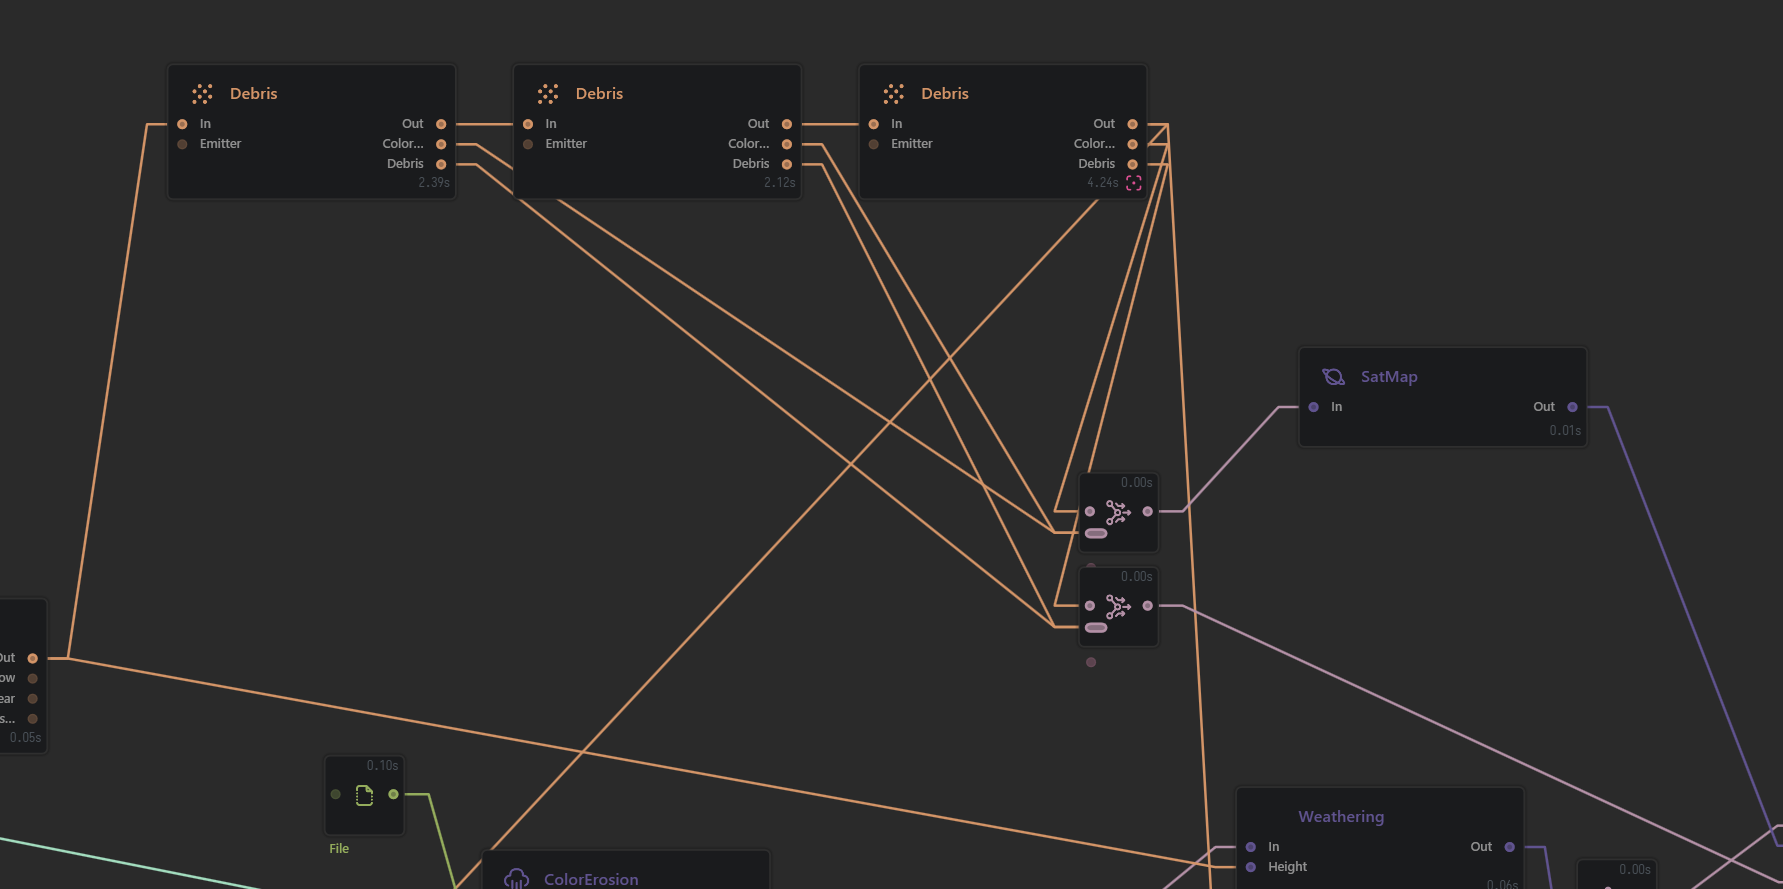 Debris
In
Out
Emitter
Color...
Debris
2.39s
Debris
In
Out
Emitter
Color...
Debris
2.12s
Debris
In
Out
Emitter
Color...
Debris
4.24s
SatMap
In
Out
0.01s
0.00s
0.00s
Out
ow
ear
s...
0.05s
0.10s
File
ColorErosion
Weathering
In
Out
Height
0.06s
0.00s